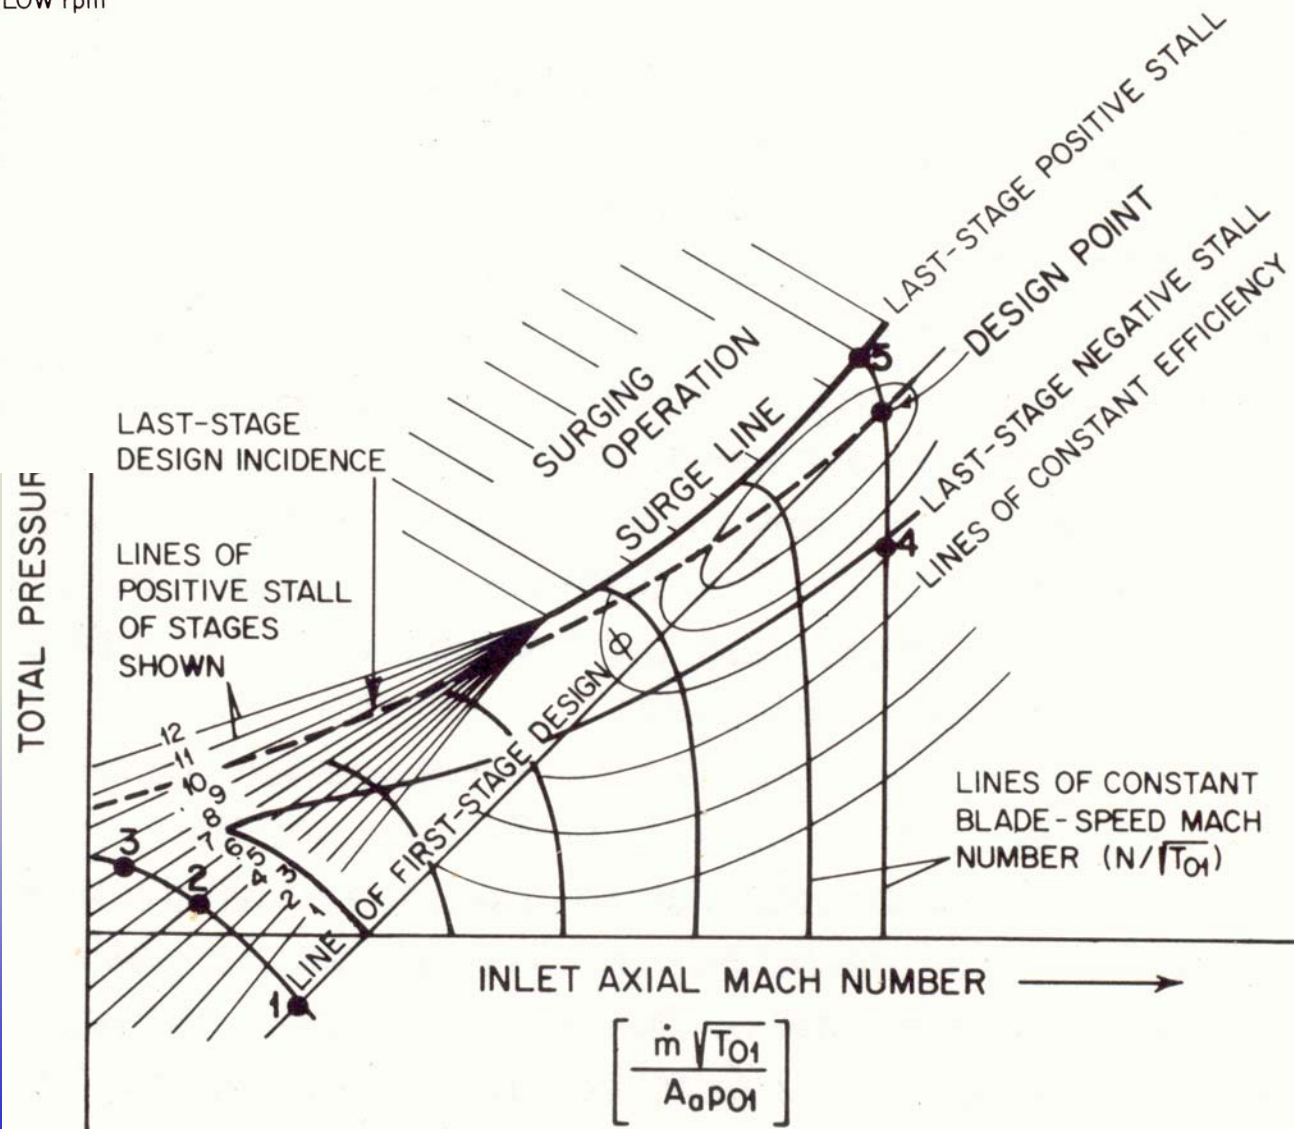 LOW rpm
LAST-STAGE POSITIVE STALL
DESIGN POINT
LAST-STAGE NEGATIVE STALL
LINES OF CONSTANT EFFICIENCY
5
4
SURGING
OPERATION
SURGE LINE
LAST-STAGE
DESIGN INCIDENCE
LINES OF
POSITIVE STALL
OF STAGES
SHOWN
TOTAL
12
11
10
9
8
7
6
5
4
3
2
1
3
2
1
LINE OF FIRST-STAGE DESIGN ϕ
LINES OF CONSTANT
BLADE-SPEED MACH
NUMBER (N/√T01)
INLET AXIAL MACH NUMBER
[ṁ √T01
Aap01]